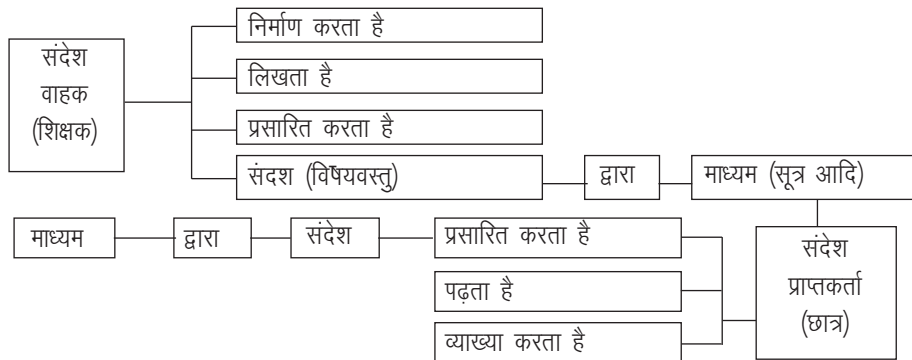 संदेश
वाहक
(शिक्षक)
निर्माण करता है
लिखता है
प्रसारित करता है
संदश (विषयवस्तु)
द्वारा
माध्यम (सूत्र आदि)
माध्यम
द्वारा
संदेश
प्रसारित करता है
पढ़ता है
व्याख्या करता है
संदेश
प्राप्तकर्ता
(छात्र)